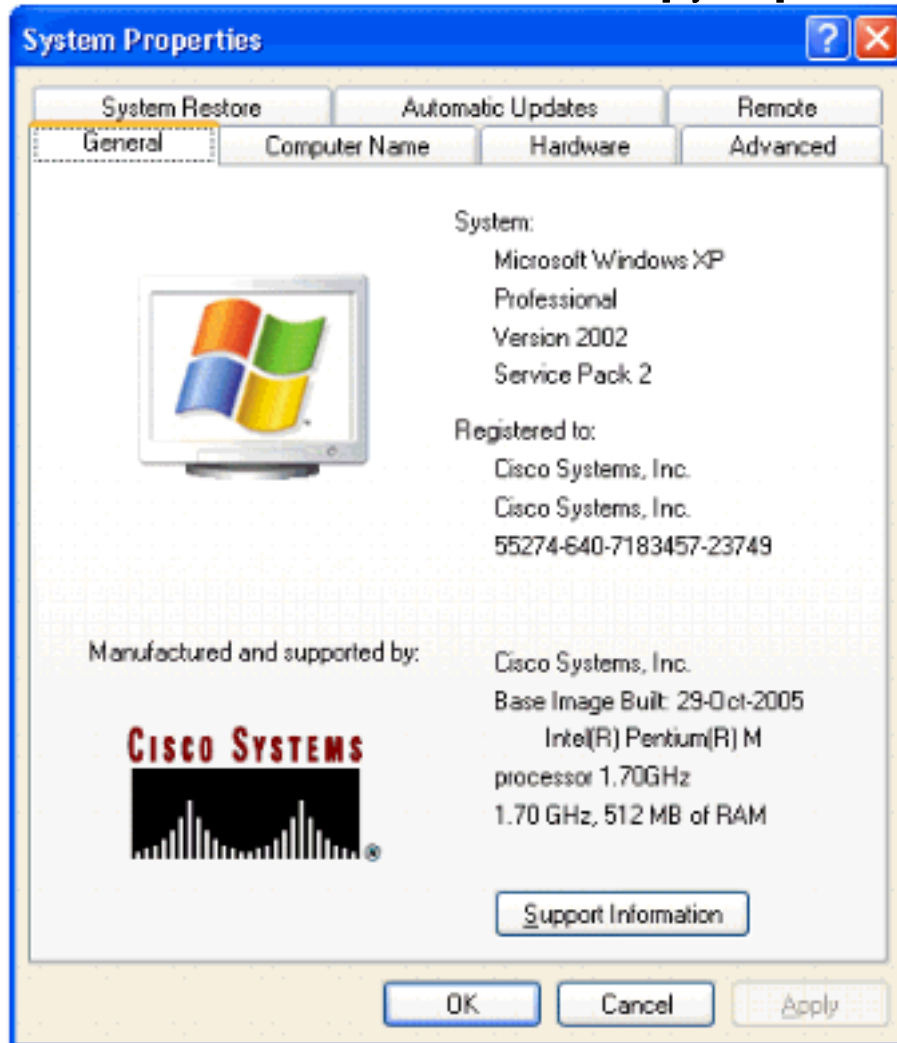 System Properties
System Restore
Automatic Updates
Remote
General
Computer Name
Hardware
Advanced
System:
Microsoft Windows XP
Professional
Version 2002
Service Pack 2
Registered to:
Cisco Systems, Inc.
Cisco Systems, Inc.
55274-640-7183457-23749
Manufactured and supported by:
Cisco Systems, Inc.
Base Image Built: 29-Oct-2005
Intel(R) Pentium(R) M
processor 1.70GHz
1.70 GHz, 512 MB of RAM
CISCO SYSTEMS
Support Information
OK
Cancel
Apply